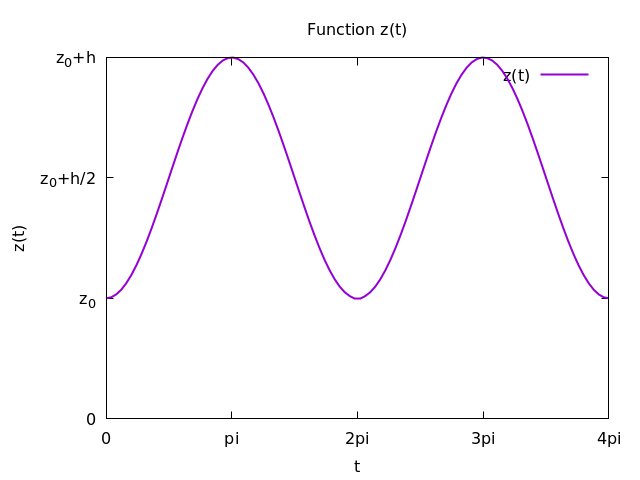 Function z(t)
z₀+h
z(t)
z₀+h/2
z(t)
z₀
0
0 pi 2pi 3pi 4pi
t